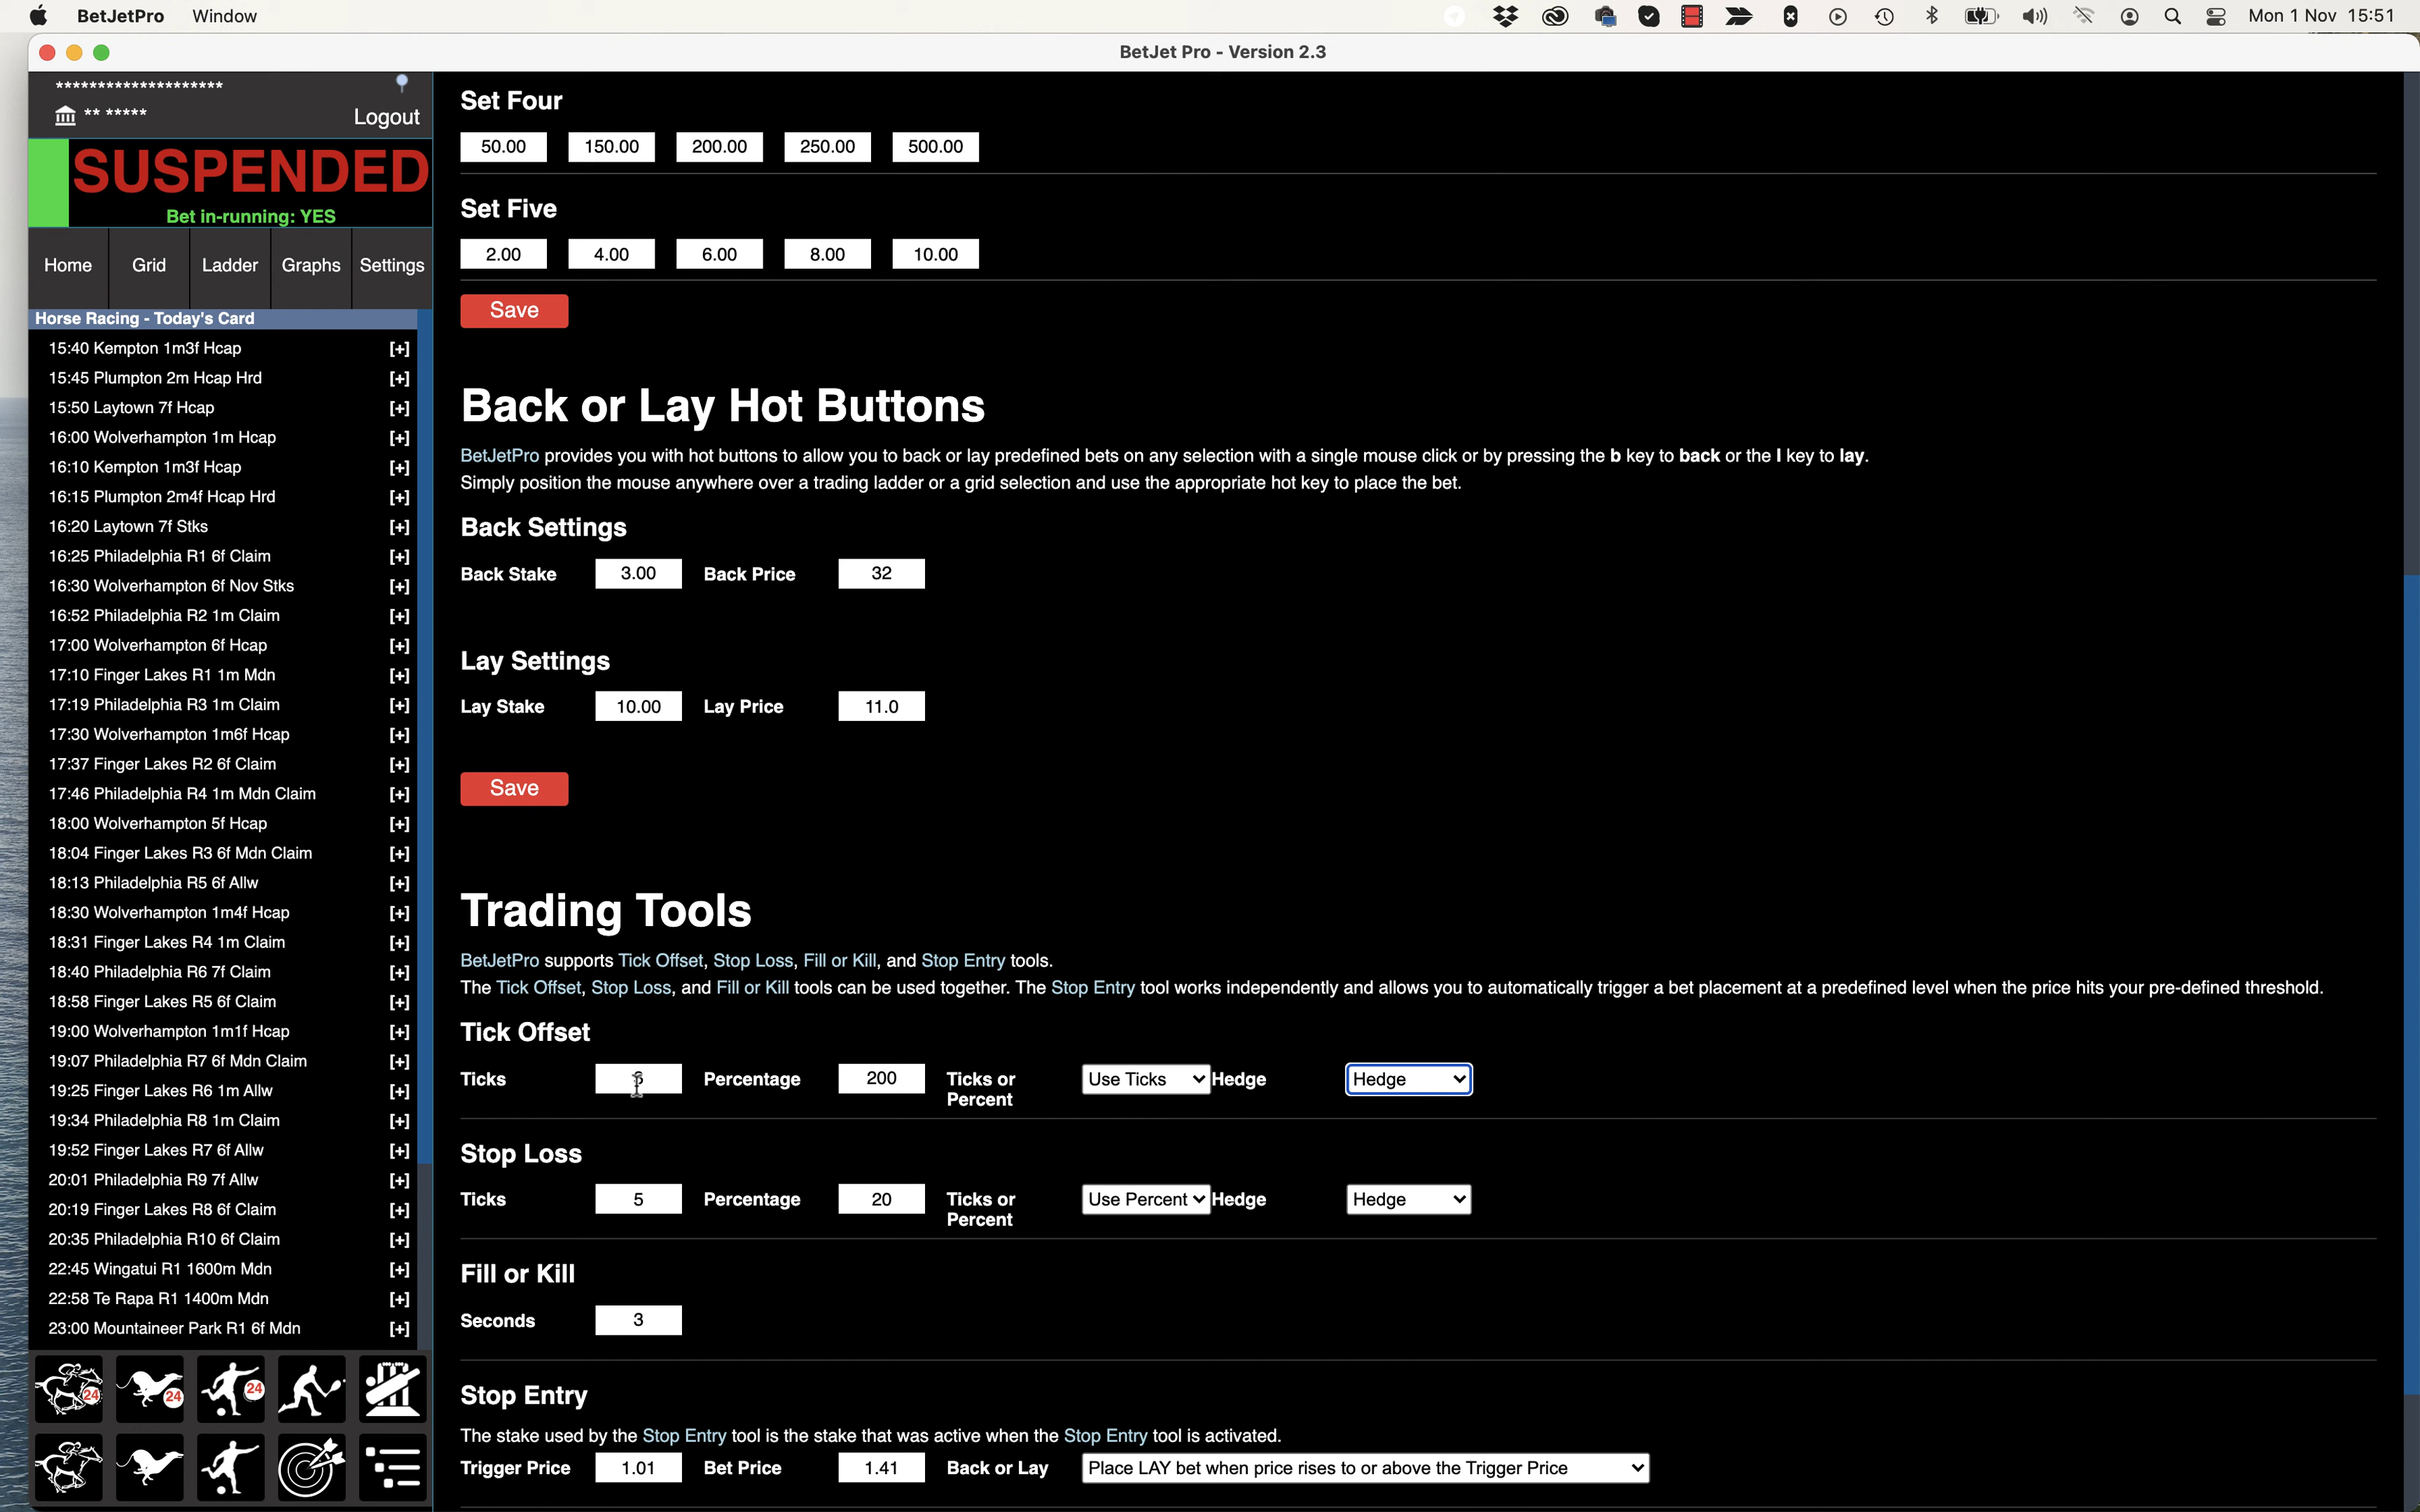 BetJetPro Window Mon 1 Nov 15:51
BetJet Pro - Version 2.3
********************
** *****
Logout
SUSPENDED
Bet in-running: YES
Home Grid Ladder Graphs Settings
Horse Racing - Today's Card
15:40 Kempton 1m3f Hcap [+]
15:45 Plumpton 2m Hcap Hrd [+]
15:50 Laytown 7f Hcap [+]
16:00 Wolverhampton 1m Hcap [+]
16:10 Kempton 1m3f Hcap [+]
16:15 Plumpton 2m4f Hcap Hrd [+]
16:20 Laytown 7f Stks [+]
16:25 Philadelphia R1 6f Claim [+]
16:30 Wolverhampton 6f Nov Stks [+]
16:52 Philadelphia R2 1m Claim [+]
17:00 Wolverhampton 6f Hcap [+]
17:10 Finger Lakes R1 1m Mdn [+]
17:19 Philadelphia R3 1m Claim [+]
17:30 Wolverhampton 1m6f Hcap [+]
17:37 Finger Lakes R2 6f Claim [+]
17:46 Philadelphia R4 1m Mdn Claim [+]
18:00 Wolverhampton 5f Hcap [+]
18:04 Finger Lakes R3 6f Mdn Claim [+]
18:13 Philadelphia R5 6f Allw [+]
18:30 Wolverhampton 1m4f Hcap [+]
18:31 Finger Lakes R4 1m Claim [+]
18:40 Philadelphia R6 7f Claim [+]
18:58 Finger Lakes R5 6f Claim [+]
19:00 Wolverhampton 1m1f Hcap [+]
19:07 Philadelphia R7 6f Mdn Claim [+]
19:25 Finger Lakes R6 1m Allw [+]
19:34 Philadelphia R8 1m Claim [+]
19:52 Finger Lakes R7 6f Allw [+]
20:01 Philadelphia R9 7f Allw [+]
20:19 Finger Lakes R8 6f Claim [+]
20:35 Philadelphia R10 6f Claim [+]
22:45 Wingatui R1 1600m Mdn [+]
22:58 Te Rapa R1 1400m Mdn [+]
23:00 Mountaineer Park R1 6f Mdn [+]
24 24 24
Set Four
50.00 150.00 200.00 250.00 500.00
Set Five
2.00 4.00 6.00 8.00 10.00
Save
Back or Lay Hot Buttons
BetJetPro provides you with hot buttons to allow you to back or lay predefined bets on any selection with a single mouse click or by pressing the b key to back or the l key to lay.
Simply position the mouse anywhere over a trading ladder or a grid selection and use the appropriate hot key to place the bet.
Back Settings
Back Stake 3.00 Back Price 32
Lay Settings
Lay Stake 10.00 Lay Price 11.0
Save
Trading Tools
BetJetPro supports Tick Offset, Stop Loss, Fill or Kill, and Stop Entry tools.
The Tick Offset, Stop Loss, and Fill or Kill tools can be used together. The Stop Entry tool works independently and allows you to automatically trigger a bet placement at a predefined level when the price hits your pre-defined threshold.
Tick Offset
Ticks Percentage 200 Ticks or Percent Use Ticks Hedge Hedge
Stop Loss
Ticks 5 Percentage 20 Ticks or Percent Use Percent Hedge Hedge
Fill or Kill
Seconds 3
Stop Entry
The stake used by the Stop Entry tool is the stake that was active when the Stop Entry tool is activated.
Trigger Price 1.01 Bet Price 1.41 Back or Lay Place LAY bet when price rises to or above the Trigger Price